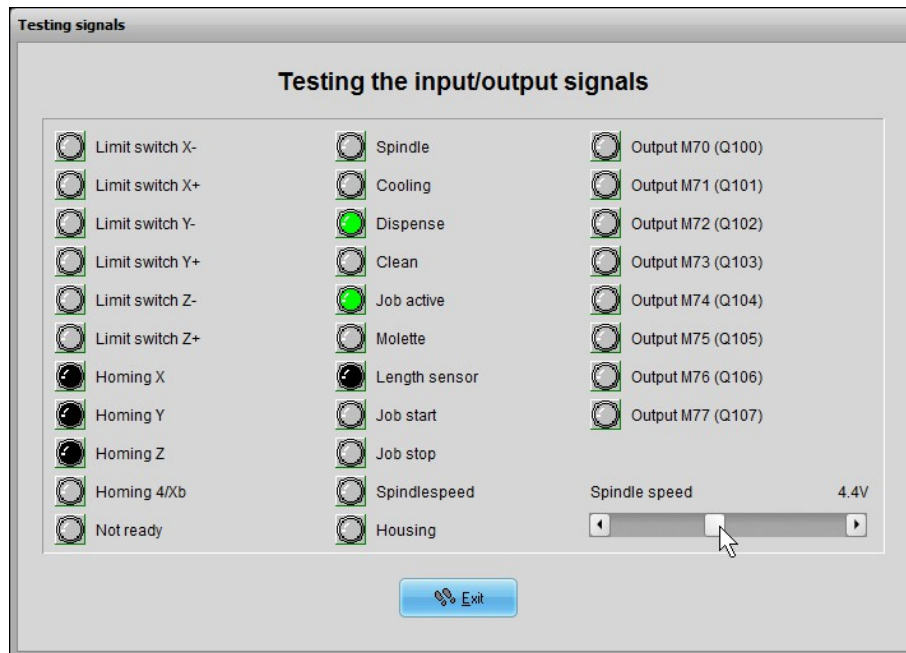 Testing signals
Testing the input/output signals
Limit switch X-
Limit switch X+
Limit switch Y-
Limit switch Y+
Limit switch Z-
Limit switch Z+
Homing X
Homing Y
Homing Z
Homing 4/Xb
Not ready
Spindle
Cooling
Dispense
Clean
Job active
Molette
Length sensor
Job start
Job stop
Spindlespeed
Housing
Output M70 (Q100)
Output M71 (Q101)
Output M72 (Q102)
Output M73 (Q103)
Output M74 (Q104)
Output M75 (Q105)
Output M76 (Q106)
Output M77 (Q107)
Spindle speed 4.4V
Exit